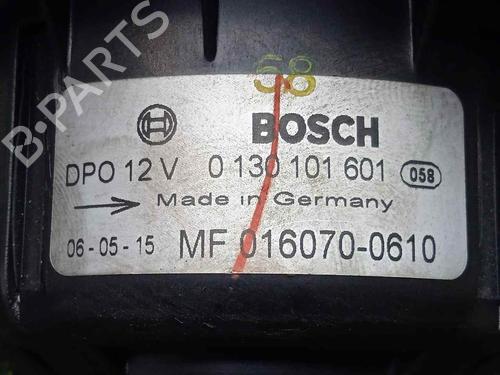 B-PARTS
58
BOSCH
DPO 12 V 0 130 101 601 058
Made in Germany
06-05-15 MF 016070-0610